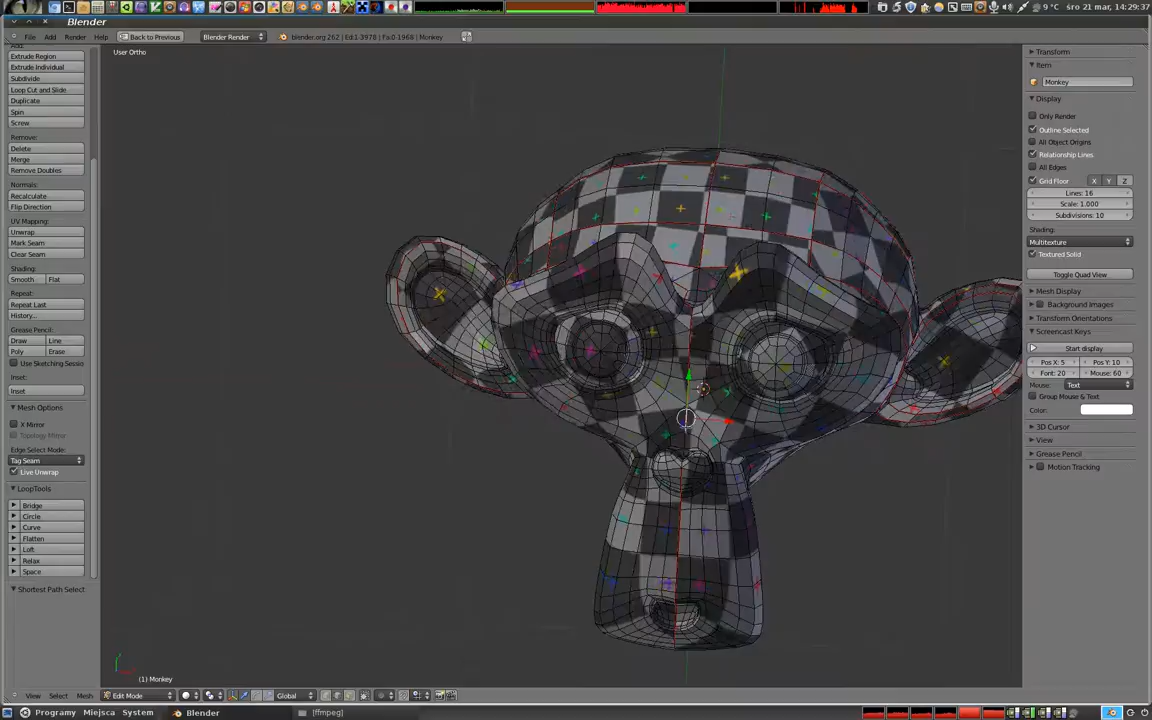 9 °C śro 21 mar, 14:29:37
Blender
File Add Render Help
Back to Previous
Blender Render
blender.org 262 | Ed:1-3978 | Fa:0-1968 | Monkey
User Ortho
Add:
Extrude Region
Extrude Individual
Subdivide
Loop Cut and Slide
Duplicate
Spin
Screw
Remove:
Delete
Merge
Remove Doubles
Normals:
Recalculate
Flip Direction
UV Mapping:
Unwrap
Mark Seam
Clear Seam
Shading:
Smooth Flat
Repeat:
Repeat Last
History...
Grease Pencil:
Draw Line
Poly Erase
Use Sketching Sessio
Inset:
Inset
Mesh Options
X Mirror
Topology Mirror
Edge Select Mode:
Tag Seam
Live Unwrap
LoopTools
Bridge
Circle
Curve
Flatten
Loft
Relax
Space
Shortest Path Select
Transform
Item
Monkey
Display
Only Render
Outline Selected
All Object Origins
Relationship Lines
All Edges
Grid Floor X Y Z
Lines: 16
Scale: 1.000
Subdivisions: 10
Shading:
Multitexture
Textured Solid
Toggle Quad View
Mesh Display
Background Images
Transform Orientations
Screencast Keys
Start display
Pos X: 5 Pos Y: 10
Font: 20 Mouse: 60
Mouse: Text
Group Mouse & Text
Color:
3D Cursor
View
Grease Pencil
Motion Tracking
(1) Monkey
View Select Mesh Edit Mode Global
Programy Miejsca System Blender [ffmpeg]